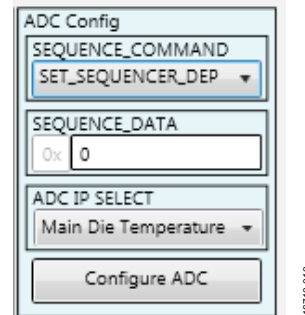 ADC Config
SEQUENCE_COMMAND
SET_SEQUENCER_DEP
SEQUENCE_DATA
0x 0
ADC IP SELECT
Main Die Temperature
Configure ADC